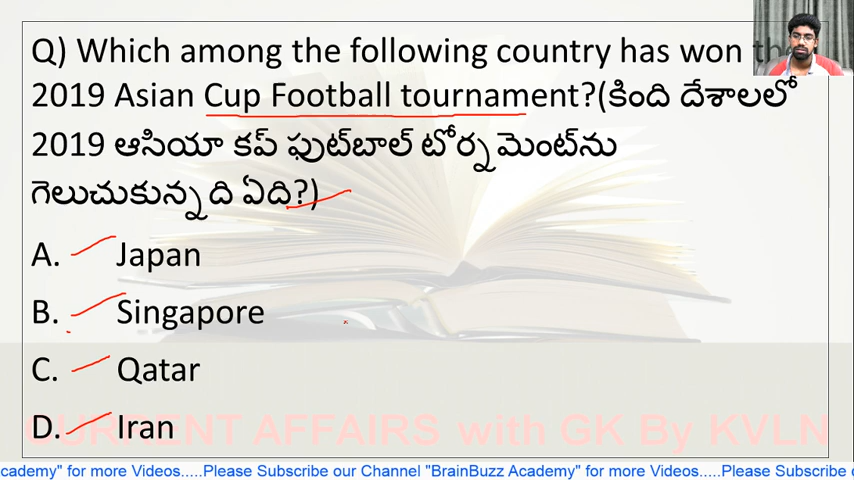 Q) Which among the following country has won the
2019 Asian Cup Football tournament?(కింది దేశాలలో
2019 ఆసియా కప్ ఫుట్‌బాల్ టోర్నమెంట్‌ను
గెలుచుకున్నది ఏది?)
A. Japan
B. Singapore
C. Qatar
D. Iran
CURRENT AFFAIRS with GK By KVLN
cademy" for more Videos.....Please Subscribe our Channel "BrainBuzz Academy" for more Videos.....Please Subscribe